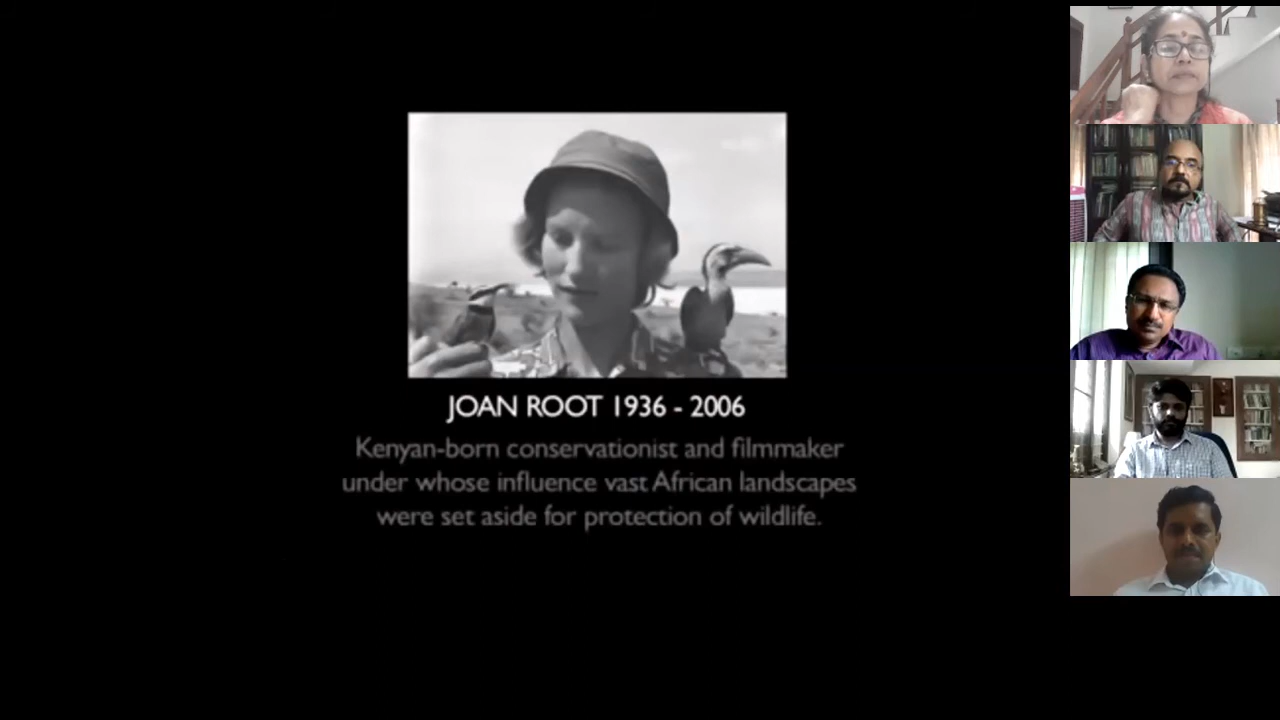 JOAN ROOT 1936 - 2006
Kenyan-born conservationist and filmmaker
under whose influence vast African landscapes
were set aside for protection of wildlife.